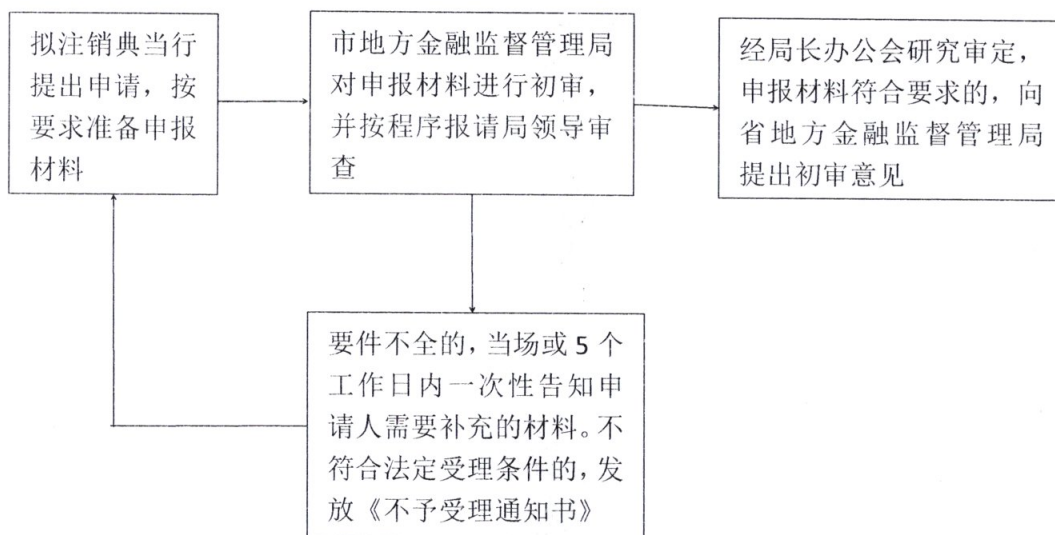 拟注销典当行
提出申请，按
要求准备申报
材料
市地方金融监督管理局
对申报材料进行初审，
并按程序报请局领导审
查
经局长办公会研究审定，
申报材料符合要求的，向
省地方金融监督管理局
提出初审意见
要件不全的，当场或5个
工作日内一次性告知申
请人需要补充的材料。不
符合法定受理条件的，发
放《不予受理通知书》